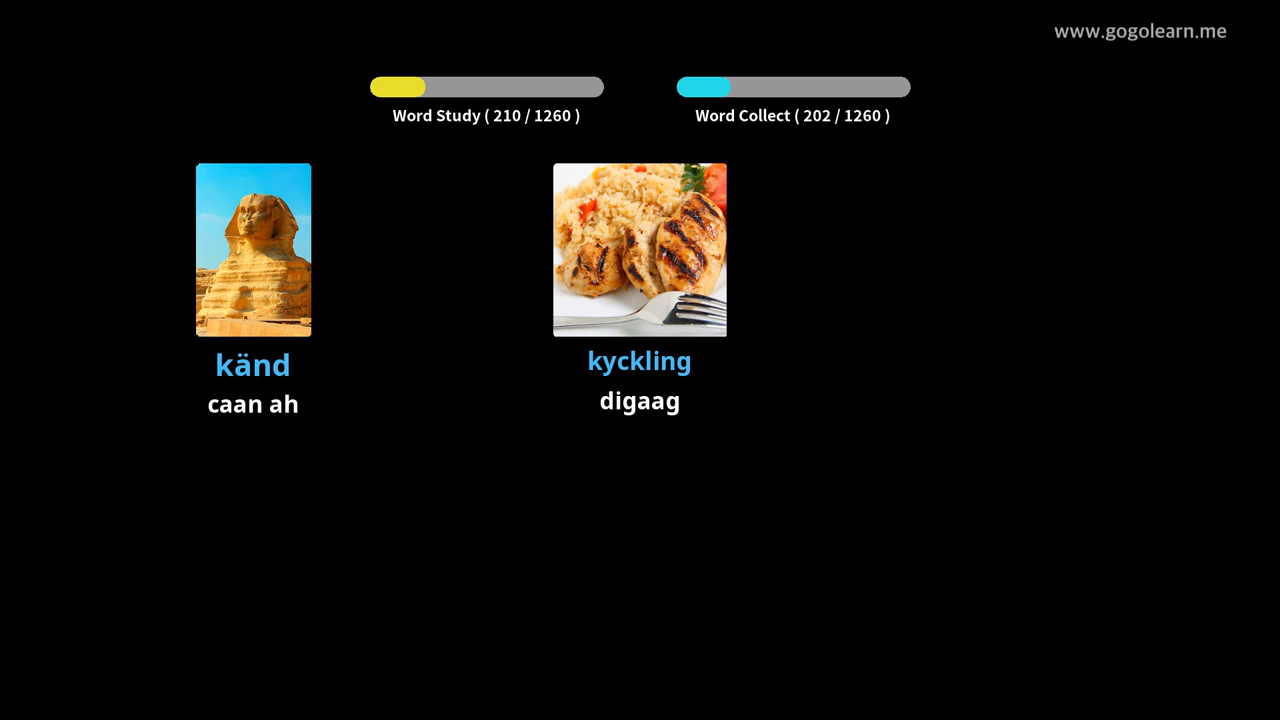 www.gogolearn.me
Word Study ( 210 / 1260 )
Word Collect ( 202 / 1260 )
känd
caan ah
kyckling
digaag